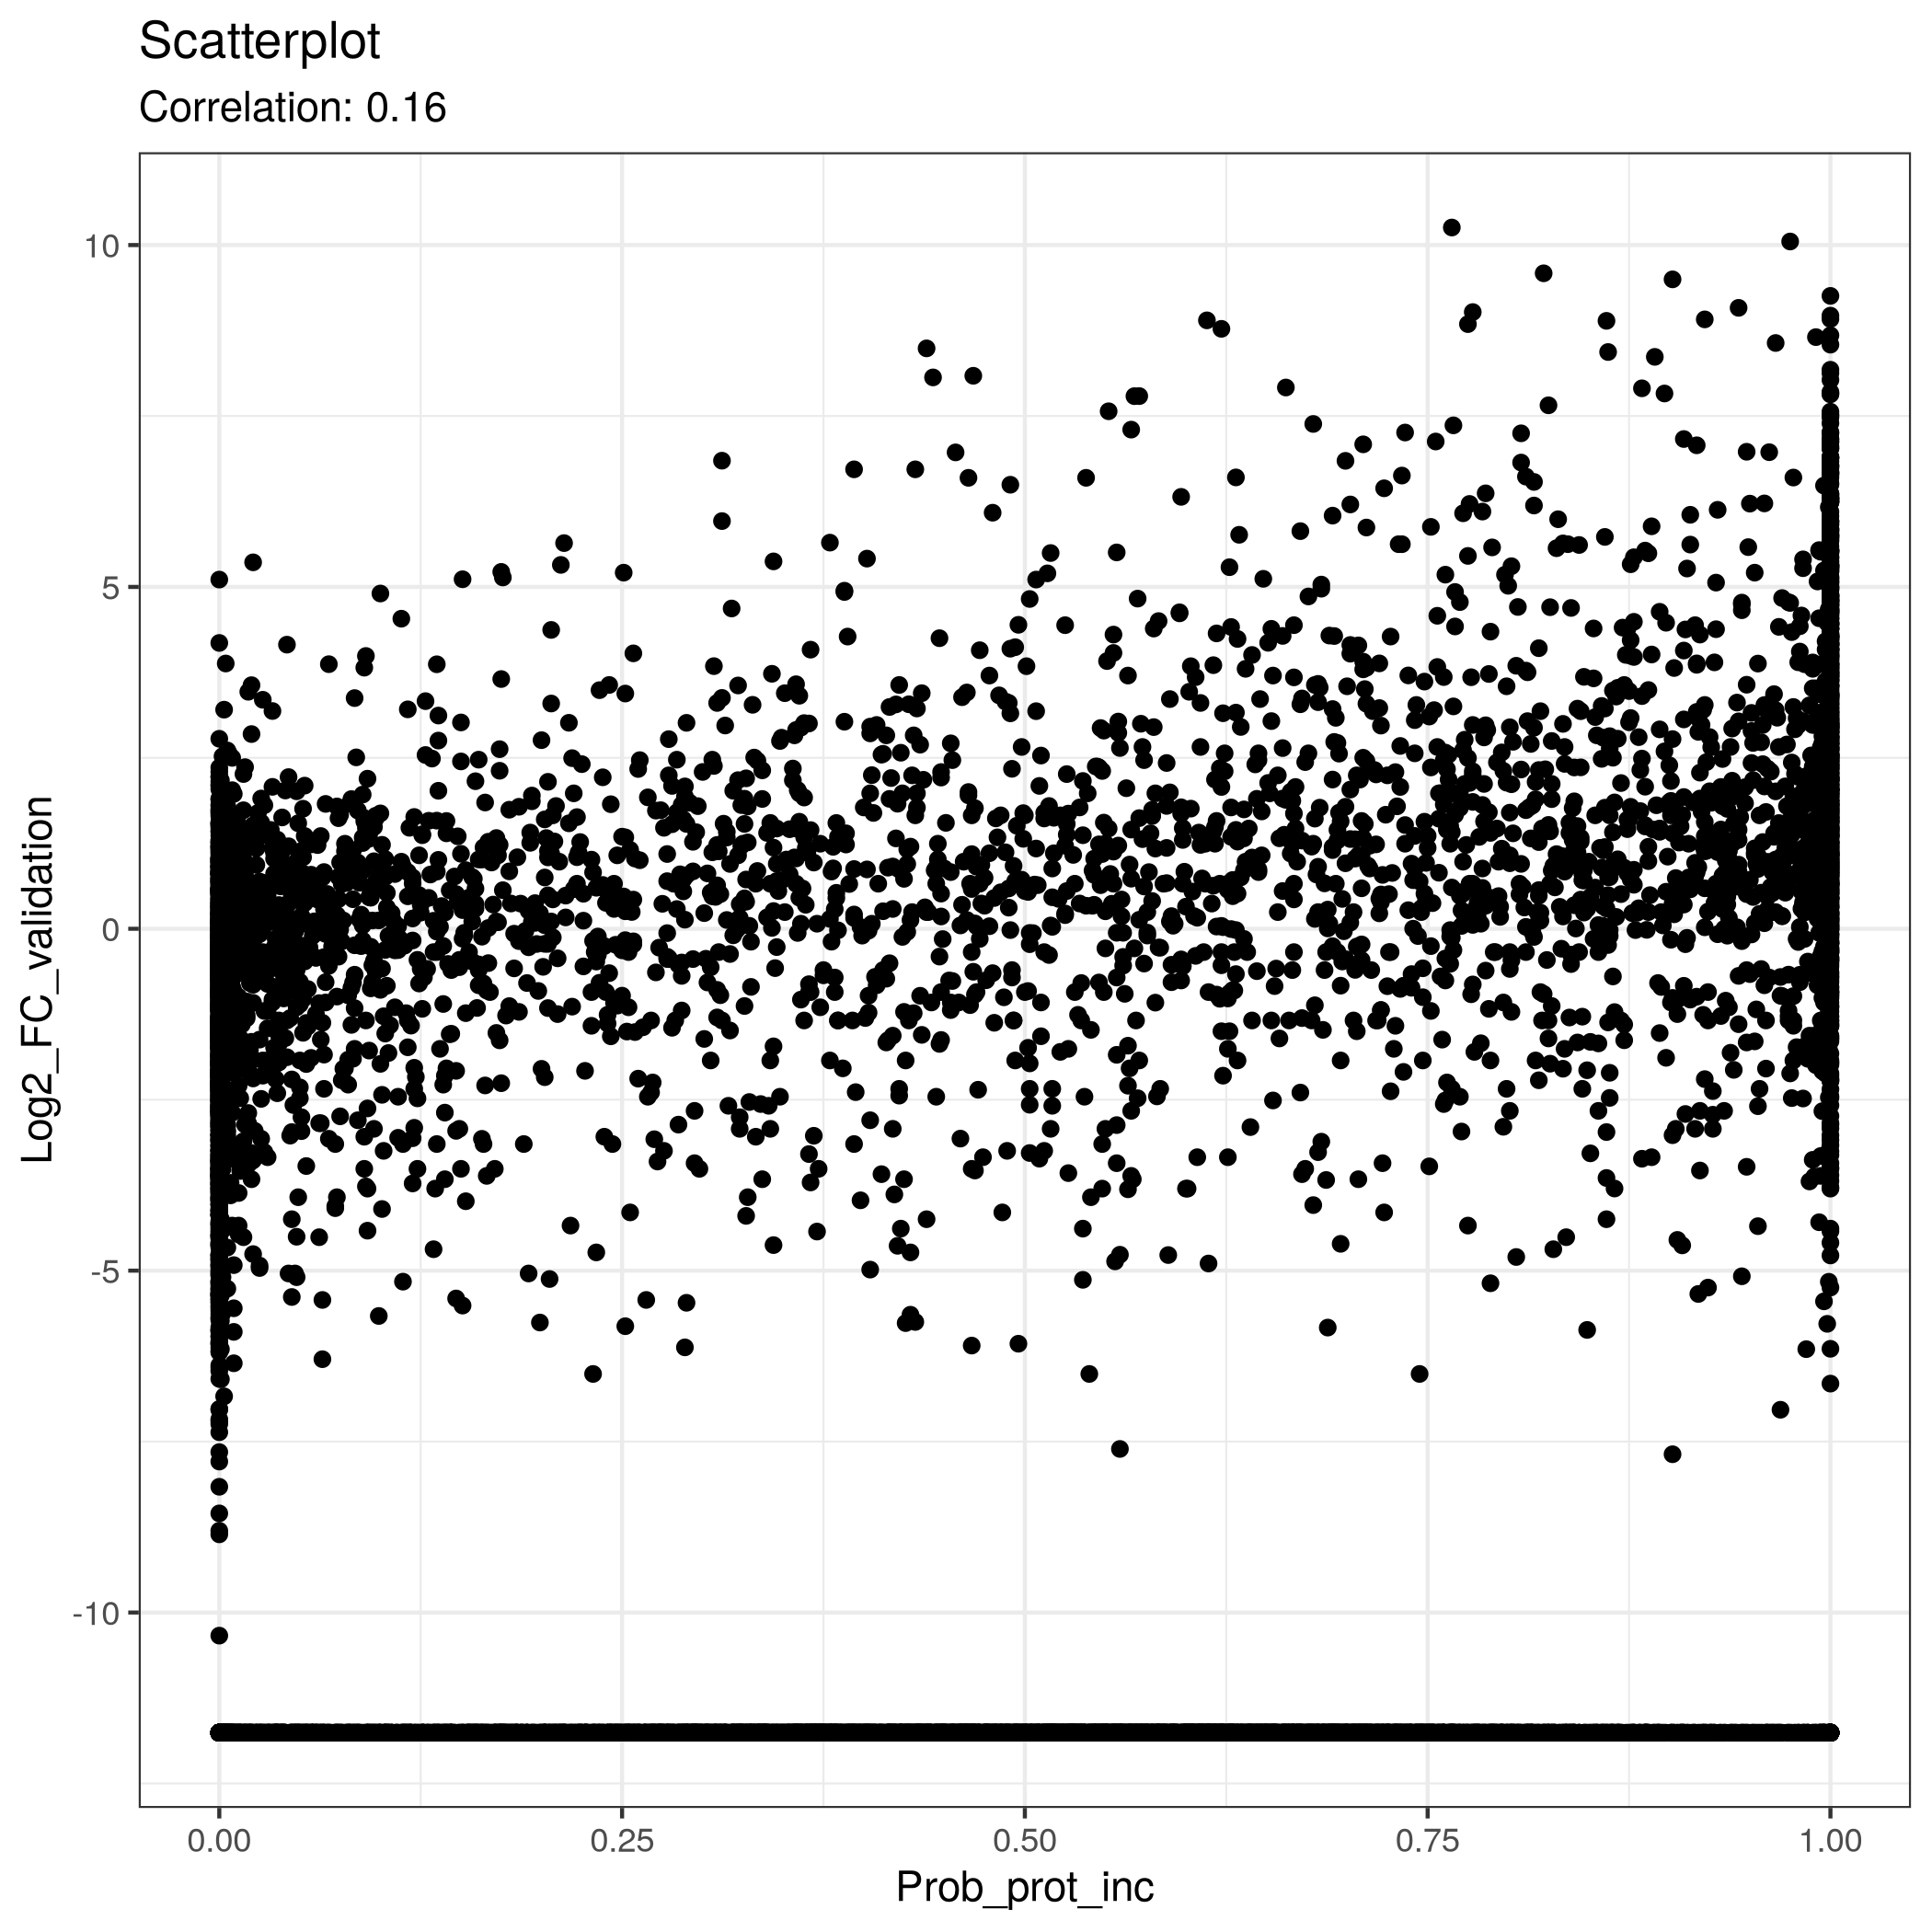 Scatterplot
Correlation: 0.16
Log2_FC_validation
10
5
0
-5
-10
0.00
0.25
0.50
0.75
1.00
Prob_prot_inc